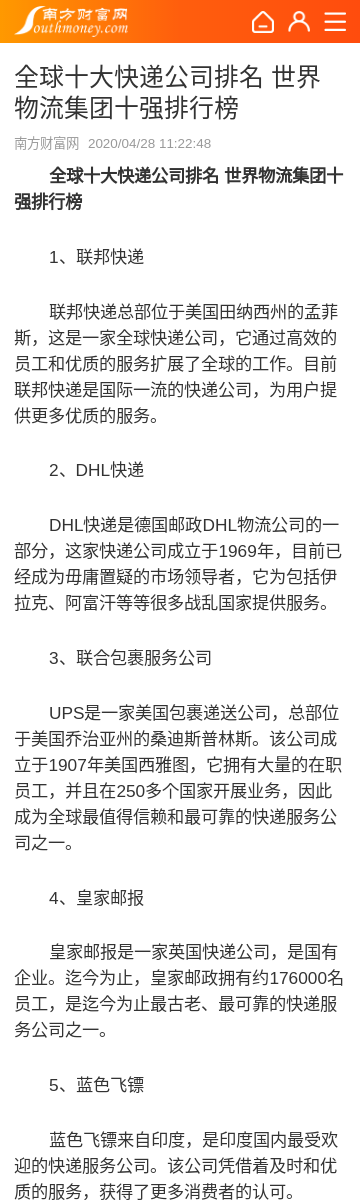 南方财富网
Southmoney.com
全球十大快递公司排名 世界
物流集团十强排行榜
南方财富网 2020/04/28 11:22:48
全球十大快递公司排名 世界物流集团十
强排行榜
1、联邦快递
联邦快递总部位于美国田纳西州的孟菲
斯，这是一家全球快递公司，它通过高效的
员工和优质的服务扩展了全球的工作。目前
联邦快递是国际一流的快递公司，为用户提
供更多优质的服务。
2、DHL快递
DHL快递是德国邮政DHL物流公司的一
部分，这家快递公司成立于1969年，目前已
经成为毋庸置疑的市场领导者，它为包括伊
拉克、阿富汗等等很多战乱国家提供服务。
3、联合包裹服务公司
UPS是一家美国包裹递送公司，总部位
于美国乔治亚州的桑迪斯普林斯。该公司成
立于1907年美国西雅图，它拥有大量的在职
员工，并且在250多个国家开展业务，因此
成为全球最值得信赖和最可靠的快递服务公
司之一。
4、皇家邮报
皇家邮报是一家英国快递公司，是国有
企业。迄今为止，皇家邮政拥有约176000名
员工，是迄今为止最古老、最可靠的快递服
务公司之一。
5、蓝色飞镖
蓝色飞镖来自印度，是印度国内最受欢
迎的快递服务公司。该公司凭借着及时和优
质的服务，获得了更多消费者的认可。